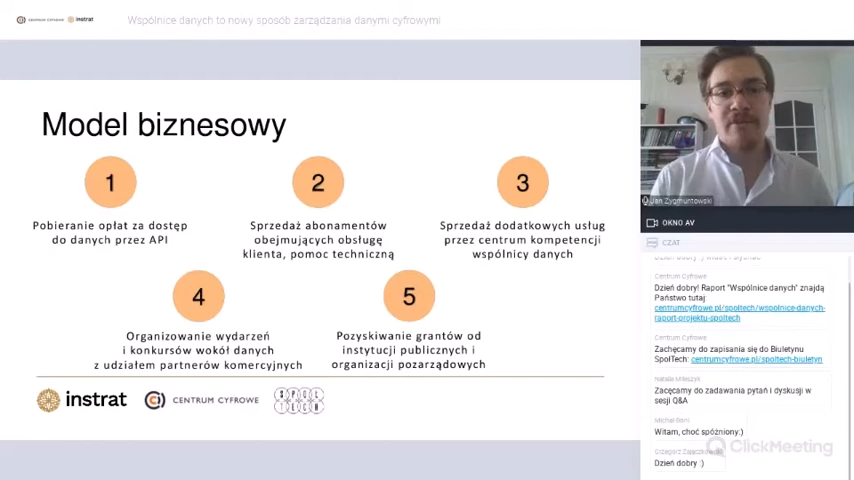 CENTRUM CYFROWE
instrat
Wspólnice danych to nowy sposób zarządzania danymi cyfrowymi
Model biznesowy
1
Pobieranie opłat za dostęp
do danych przez API
2
Sprzedaż abonamentów
obejmujących obsługę
klienta, pomoc techniczną
3
Sprzedaż dodatkowych usług
przez centrum kompetencji
wspólnicy danych
4
Organizowanie wydarzeń
i konkursów wokół danych
z udziałem partnerów komercyjnych
5
Pozyskiwanie grantów od
instytucji publicznych i
organizacji pozarządowych
instrat
CENTRUM CYFROWE
SPOL
TECH
Jan Zygmuntowski
OKNO AV
CZAT
Centrum Cyfrowe
Dzień dobry! Raport "Wspólnice danych" znajdą
Państwo tutaj:
centrumcyfrowe.pl/spoltech/wspolnice-danych-
raport-projektu-spoltech
Centrum Cyfrowe
Zachęcamy do zapisania się do Biuletynu
SpołTech: centrumcyfrowe.pl/spoltech-biuletyn
Natalia Mileszyk
Zacęcamy do zadawania pytań i dyskusji w
sesji Q&A
Michał Boni
Witam, choć spóźniony:)
ClickMeeting
Grzegorz Zajączkowski
Dzień dobry :)